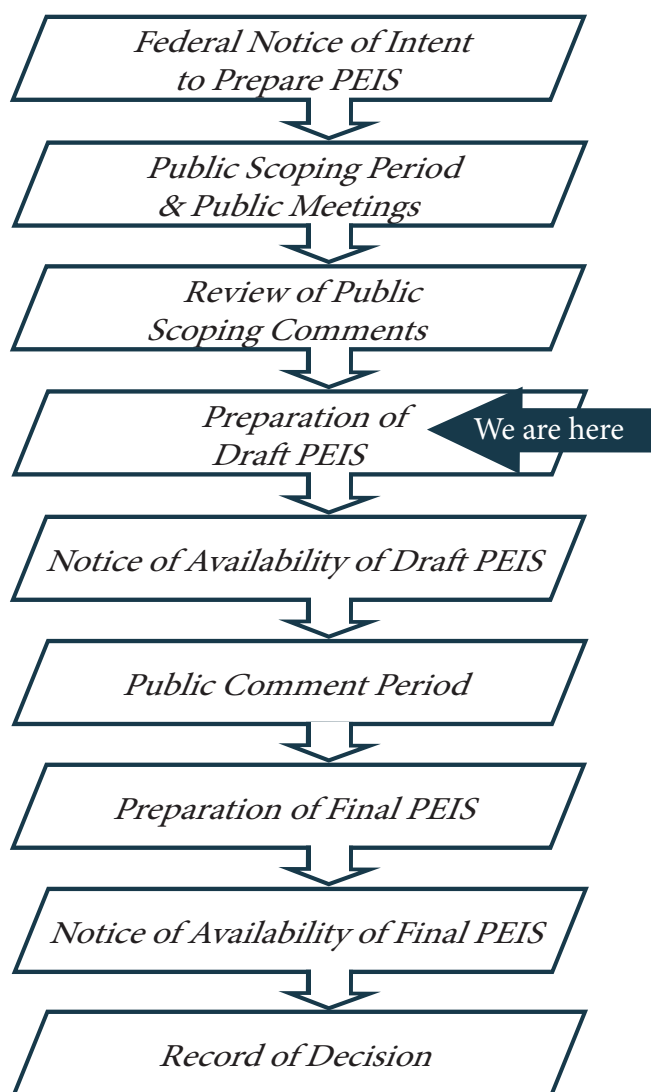 Federal Notice of Intent
to Prepare PEIS
Public Scoping Period
& Public Meetings
Review of Public
Scoping Comments
Preparation of
Draft PEIS
We are here
Notice of Availability of Draft PEIS
Public Comment Period
Preparation of Final PEIS
Notice of Availability of Final PEIS
Record of Decision